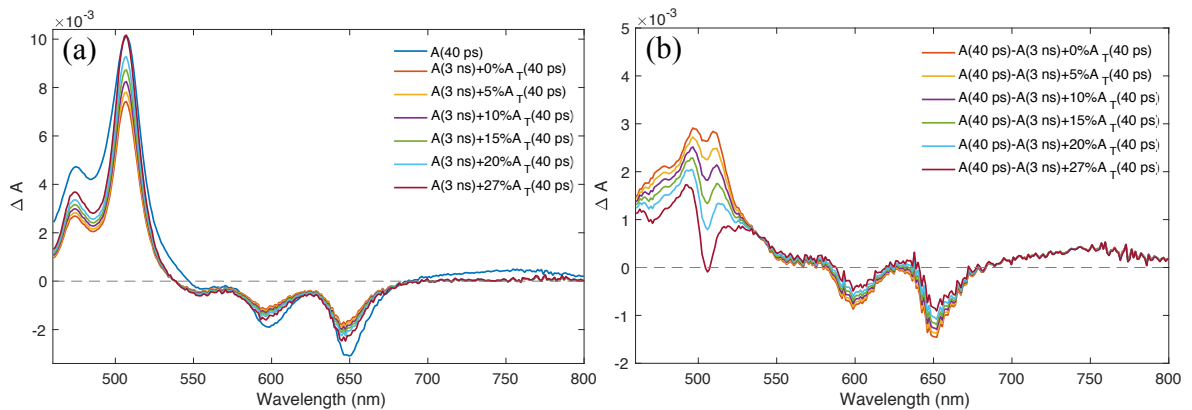 ×10⁻³
(a)
A(40 ps)
A(3 ns)+0%A_T(40 ps)
A(3 ns)+5%A_T(40 ps)
A(3 ns)+10%A_T(40 ps)
A(3 ns)+15%A_T(40 ps)
A(3 ns)+20%A_T(40 ps)
A(3 ns)+27%A_T(40 ps)
10
8
6
4
2
0
-2
Δ A
500 550 600 650 700 750 800
Wavelength (nm)
×10⁻³
(b)
A(40 ps)-A(3 ns)+0%A_T(40 ps)
A(40 ps)-A(3 ns)+5%A_T(40 ps)
A(40 ps)-A(3 ns)+10%A_T(40 ps)
A(40 ps)-A(3 ns)+15%A_T(40 ps)
A(40 ps)-A(3 ns)+20%A_T(40 ps)
A(40 ps)-A(3 ns)+27%A_T(40 ps)
5
4
3
2
1
0
-1
-2
Δ A
500 550 600 650 700 750 800
Wavelength (nm)